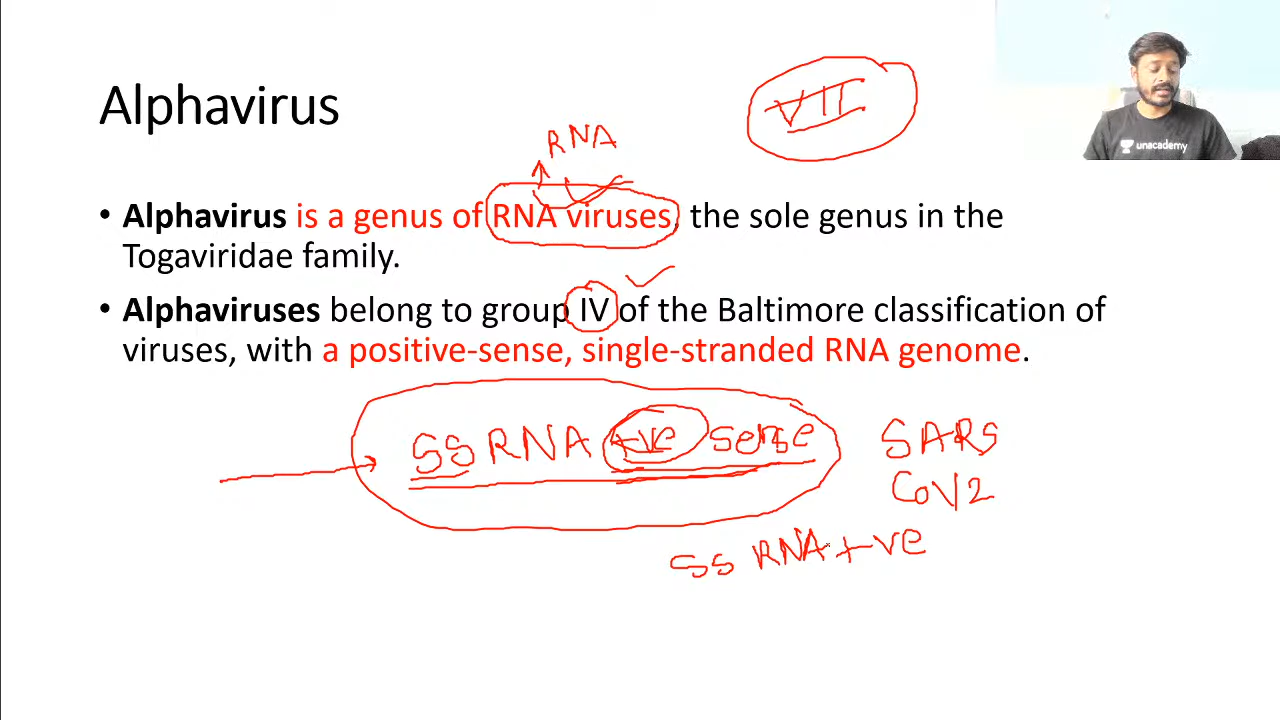 Alphavirus
VII
unacademy
RNA
• Alphavirus is a genus of RNA viruses, the sole genus in the
Togaviridae family.
• Alphaviruses belong to group IV of the Baltimore classification of
viruses, with a positive-sense, single-stranded RNA genome.
SS RNA +ve sense
SARS
CoV2
SS RNA +ve